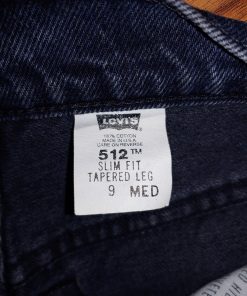 LEVI'S
100% COTTON
MADE IN U.S.A.
CARE ON REVERSE
512™
SLIM FIT
TAPERED LEG
9 MED